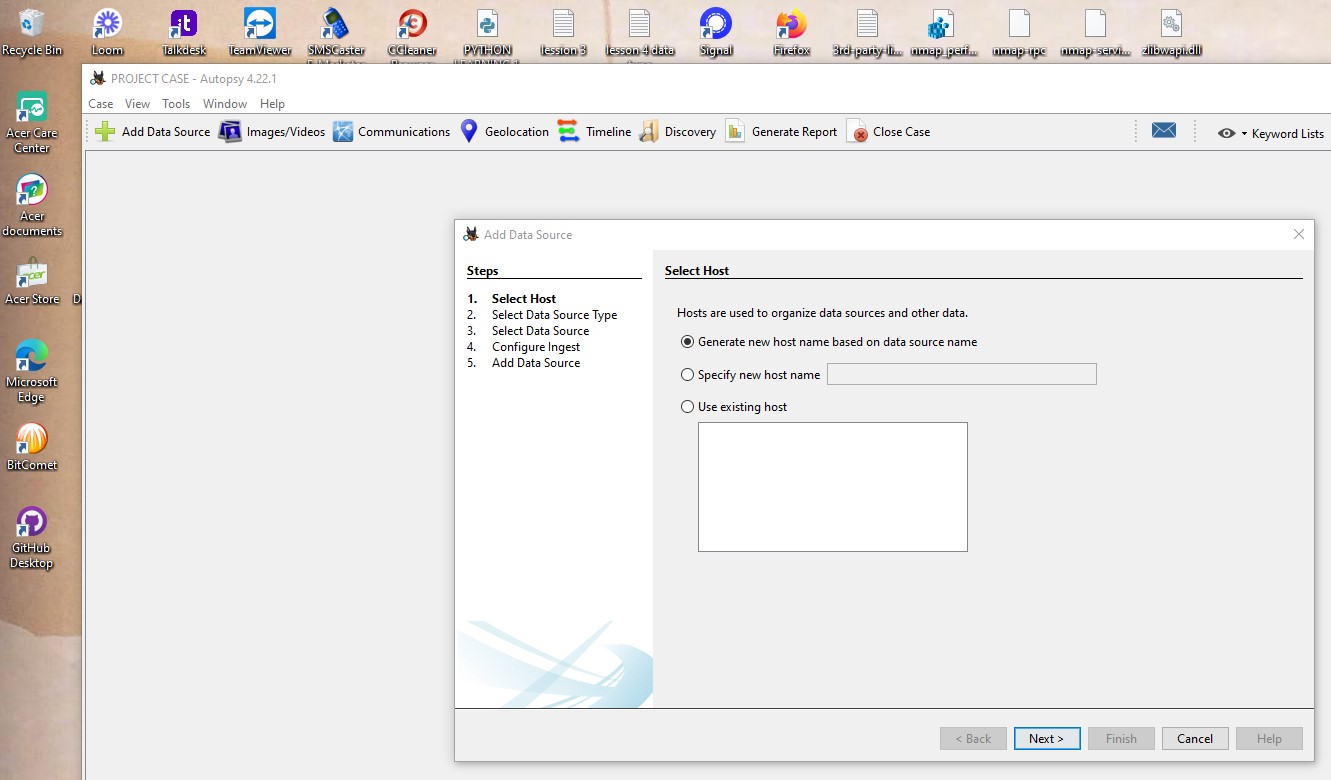 Recycle Bin
Loom
Talkdesk
TeamViewer
SMSCaster
CCleaner
PYTHON
lession 3
lesson 4 data
Signal
Firefox
3rd-party-li...
nmap_perf...
nmap-rpc
nmap-servi...
zlibwapi.dll
Acer Care
Center
Acer
documents
Acer Store
D
Microsoft
Edge
BitComet
GitHub
Desktop
PROJECT CASE - Autopsy 4.22.1
Case View Tools Window Help
Add Data Source Images/Videos Communications Geolocation Timeline Discovery Generate Report Close Case Keyword Lists
Add Data Source
Steps
1. Select Host
2. Select Data Source Type
3. Select Data Source
4. Configure Ingest
5. Add Data Source
Select Host
Hosts are used to organize data sources and other data.
Generate new host name based on data source name
Specify new host name
Use existing host
< Back Next > Finish Cancel Help